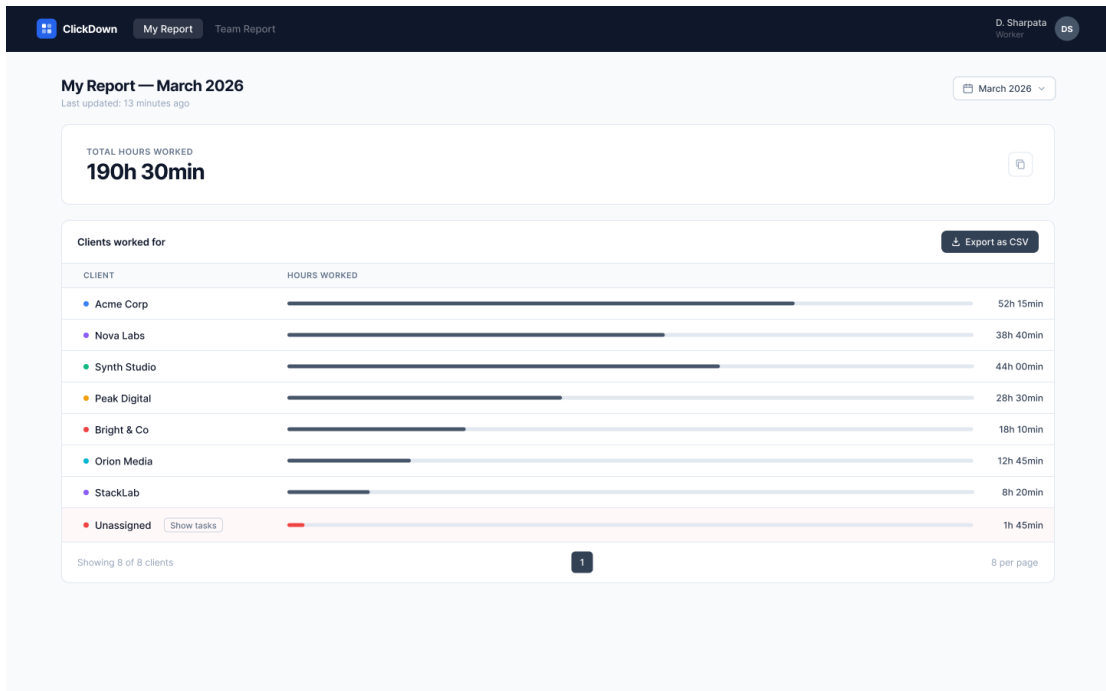 ClickDown My Report Team Report D. Sharpata
Worker DS
My Report — March 2026 March 2026
Last updated: 13 minutes ago
TOTAL HOURS WORKED
190h 30min
Clients worked for Export as CSV
CLIENT HOURS WORKED
Acme Corp 52h 15min
Nova Labs 38h 40min
Synth Studio 44h 00min
Peak Digital 28h 30min
Bright & Co 18h 10min
Orion Media 12h 45min
StackLab 8h 20min
Unassigned Show tasks 1h 45min
Showing 8 of 8 clients 1 8 per page